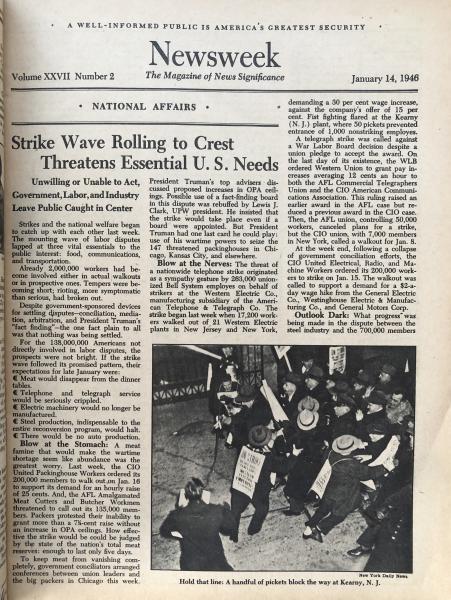 · A WELL-INFORMED PUBLIC IS AMERICA'S GREATEST SECURITY ·
Newsweek
Volume XXVII Number 2
The Magazine of News Significance
January 14, 1946
· NATIONAL AFFAIRS ·
Strike Wave Rolling to Crest
Threatens Essential U. S. Needs
Unwilling or Unable to Act,
Government, Labor, and Industry
Leave Public Caught in Center
Strikes and the national welfare began
to catch up with each other last week.
The mounting wave of labor disputes
lapped at three vital essentials to the
public interest: food, communications,
and transportation.
Already 2,000,000 workers had be-
come involved either in actual walkouts
or in prospective ones. Tempers were be-
coming short; rioting, more symptomatic
than serious, had broken out.
Despite government-sponsored devices
for settling disputes—conciliation, media-
tion, arbitration, and President Truman's
"fact finding"—the one fact plain to all
was that nothing was being settled.
For the 138,000,000 Americans not
directly involved in labor disputes, the
prospects were not bright. If the strike
wave followed its promised pattern, their
expectations for late January were:
¶ Meat would disappear from the dinner
tables.
¶ Telephone and telegraph service
would be seriously crippled.
¶ Electric machinery would no longer be
manufactured.
¶ Steel production, indispensable to the
entire reconversion program, would halt.
¶ There would be no auto production.
Blow at the Stomach: A meat
famine that would make the wartime
shortage seem like abundance was the
greatest worry. Last week, the CIO
United Packinghouse Workers ordered its
200,000 members to walk out on Jan. 16
to support its demand for an hourly raise
of 25 cents. And, the AFL Amalgamated
Meat Cutters and Butcher Workmen
threatened to call out its 135,000 mem-
bers. Packers protested their inability to
grant more than a 7½-cent raise without
an increase in OPA ceilings. How effec-
tive the strike would be could be judged
by the state of the nation's total meat
reserves: enough to last only five days.
To keep meat from vanishing com-
pletely, government conciliators arranged
conferences between union leaders and
the big packers in Chicago this week.
President Truman's top advisers dis-
cussed proposed increases in OPA ceil-
ings. Possible use of a fact-finding board
in this dispute was rebuffed by Lewis J.
Clark, UPW president. He insisted that
the strike would take place even if a
board were appointed. But President
Truman had one last card he could play:
use of his wartime powers to seize the
147 threatened packinghouses in Chi-
cago, Kansas City, and elsewhere.
Blow at the Nerves: The threat of
a nationwide telephone strike originated
as a sympathy gesture by 263,000 union-
ized Bell System employes on behalf of
strikers at the Western Electric Co.,
manufacturing subsidiary of the Ameri-
can Telephone & Telegraph Co. The
strike began last week when 17,200 work-
ers walked out of 21 Western Electric
plants in New Jersey and New York,
demanding a 30 per cent wage increase,
against the company's offer of 15 per
cent. Fist fighting flared at the Kearny
(N. J.) plant, where 50 pickets prevented
entrance of 1,000 nonstriking employes.
A telegraph strike was called against
a War Labor Board decision despite a
union pledge to accept the award. On
the last day of its existence, the WLB
ordered Western Union to grant pay in-
creases averaging 12 cents an hour to
both the AFL Commercial Telegraphers
Union and the CIO American Communi-
cations Association. This ruling raised an
earlier award in the AFL case but re-
duced a previous award in the CIO case.
Then, the AFL union, controlling 50,000
workers, canceled plans for a strike,
but the CIO union, with 7,000 members
in New York, called a walkout for Jan. 8.
At the week end, following a collapse
of government conciliation efforts, the
CIO United Electrical, Radio, and Ma-
chine Workers ordered its 200,000 work-
ers to strike on Jan. 15. The walkout was
called to support a demand for a $2-a-
day wage hike from the General Electric
Co., Westinghouse Electric & Manufac-
turing Co., and General Motors Corp.
Outlook Dark: What progress was
being made in the dispute between the
steel industry and the 700,000 members
New York Daily News
Hold that line: A handful of pickets block the way at Kearny, N. J.